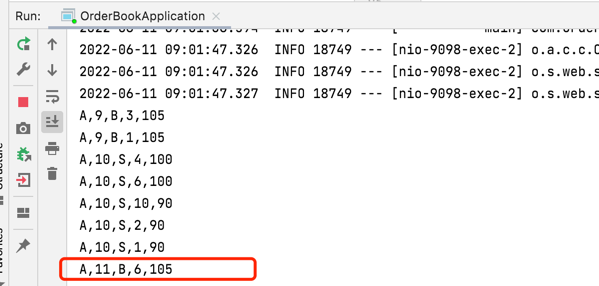 Run: OrderBookApplication
2022-06-11 09:01:47.326 INFO 18749 --- [nio-9098-exec-2] o.a.c.c.C
2022-06-11 09:01:47.326 INFO 18749 --- [nio-9098-exec-2] o.s.web.s
2022-06-11 09:01:47.327 INFO 18749 --- [nio-9098-exec-2] o.s.web.s
A,9,B,3,105
A,9,B,1,105
A,10,S,4,100
A,10,S,6,100
A,10,S,10,90
A,10,S,2,90
A,10,S,1,90
A,11,B,6,105